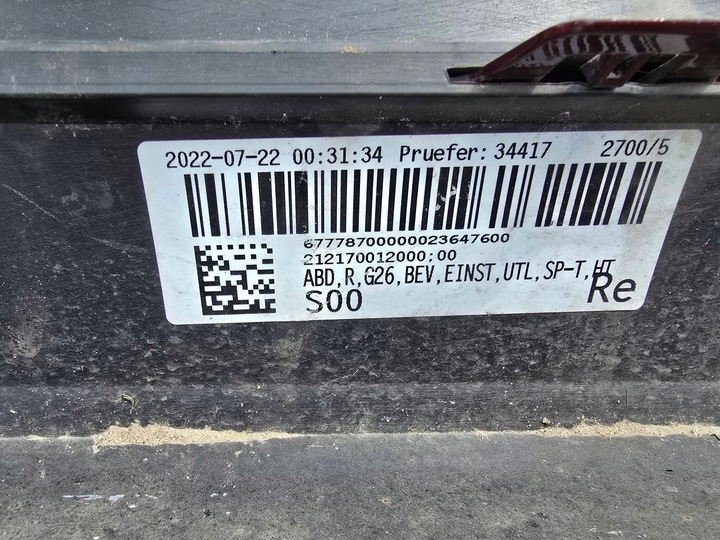 2022-07-22 00:31:34 Pruefer: 34417 2700/5
67778700000023647600
212170012000;00
ABD,R,G26,BEV,EINST,UTL,SP-T,HT
S00 Re